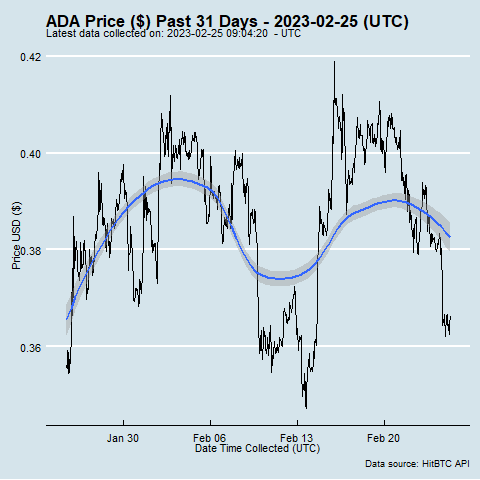 ADA Price ($) Past 31 Days - 2023-02-25 (UTC)
Latest data collected on: 2023-02-25 09:04:20 - UTC
0.42
0.40
0.38
0.36
Price USD ($)
Jan 30
Feb 06
Feb 13
Feb 20
Date Time Collected (UTC)
Data source: HitBTC API